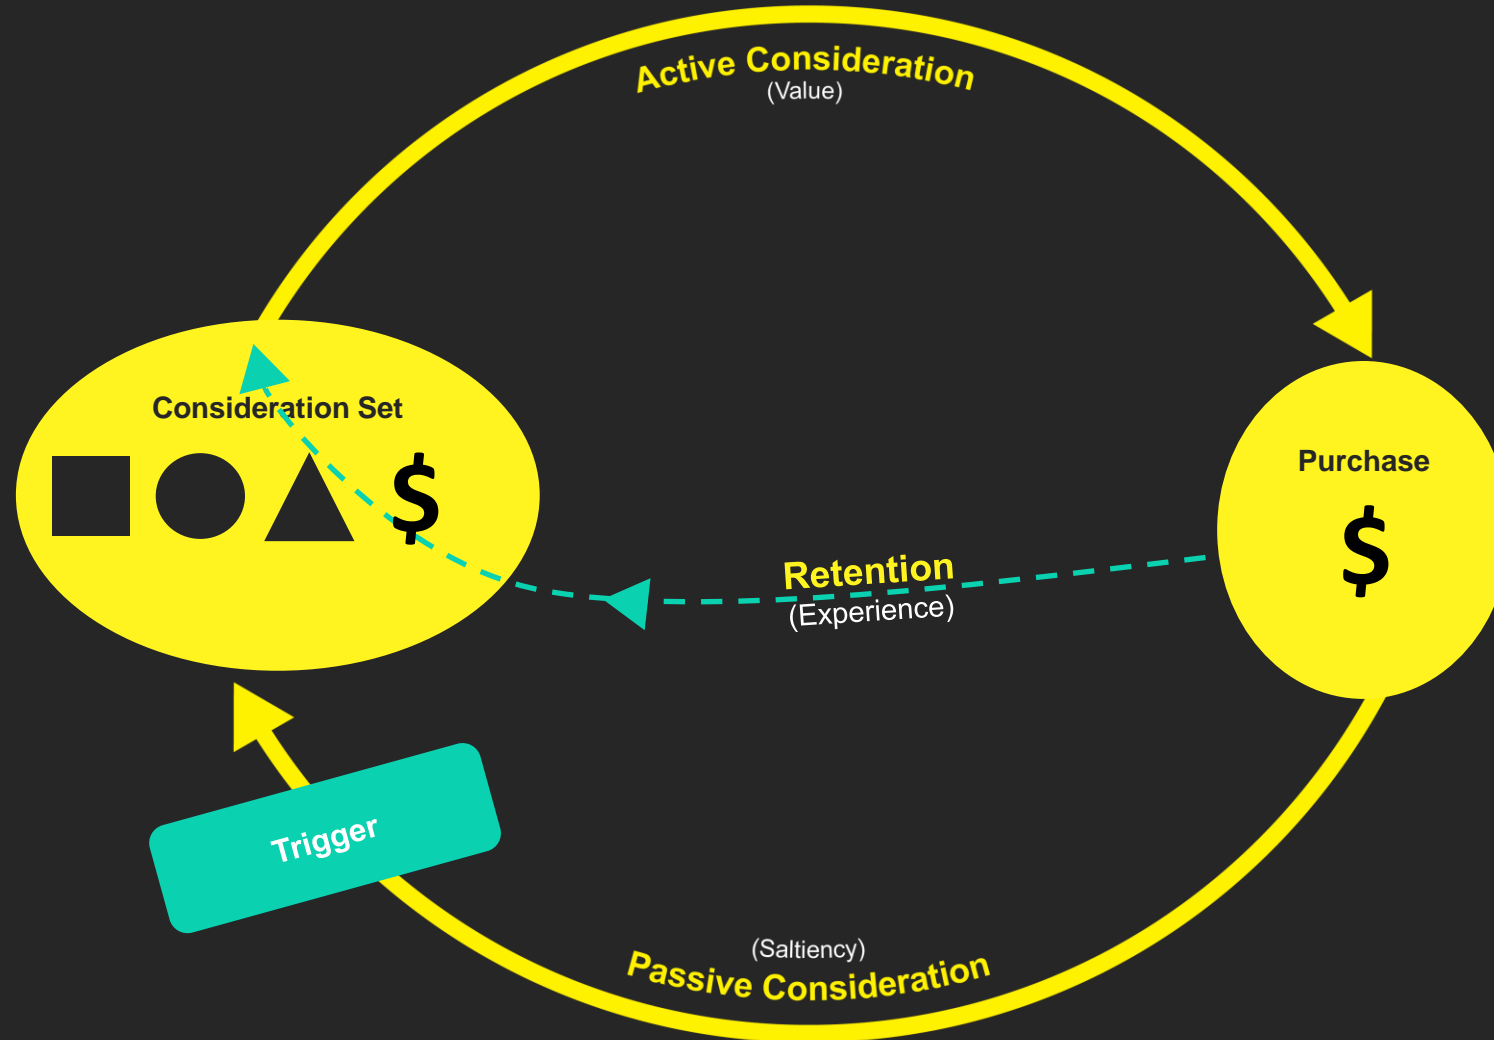 Active Consideration
(Value)
Consideration Set
$
Purchase
$
Retention
(Experience)
Trigger
(Saltiency)
Passive Consideration